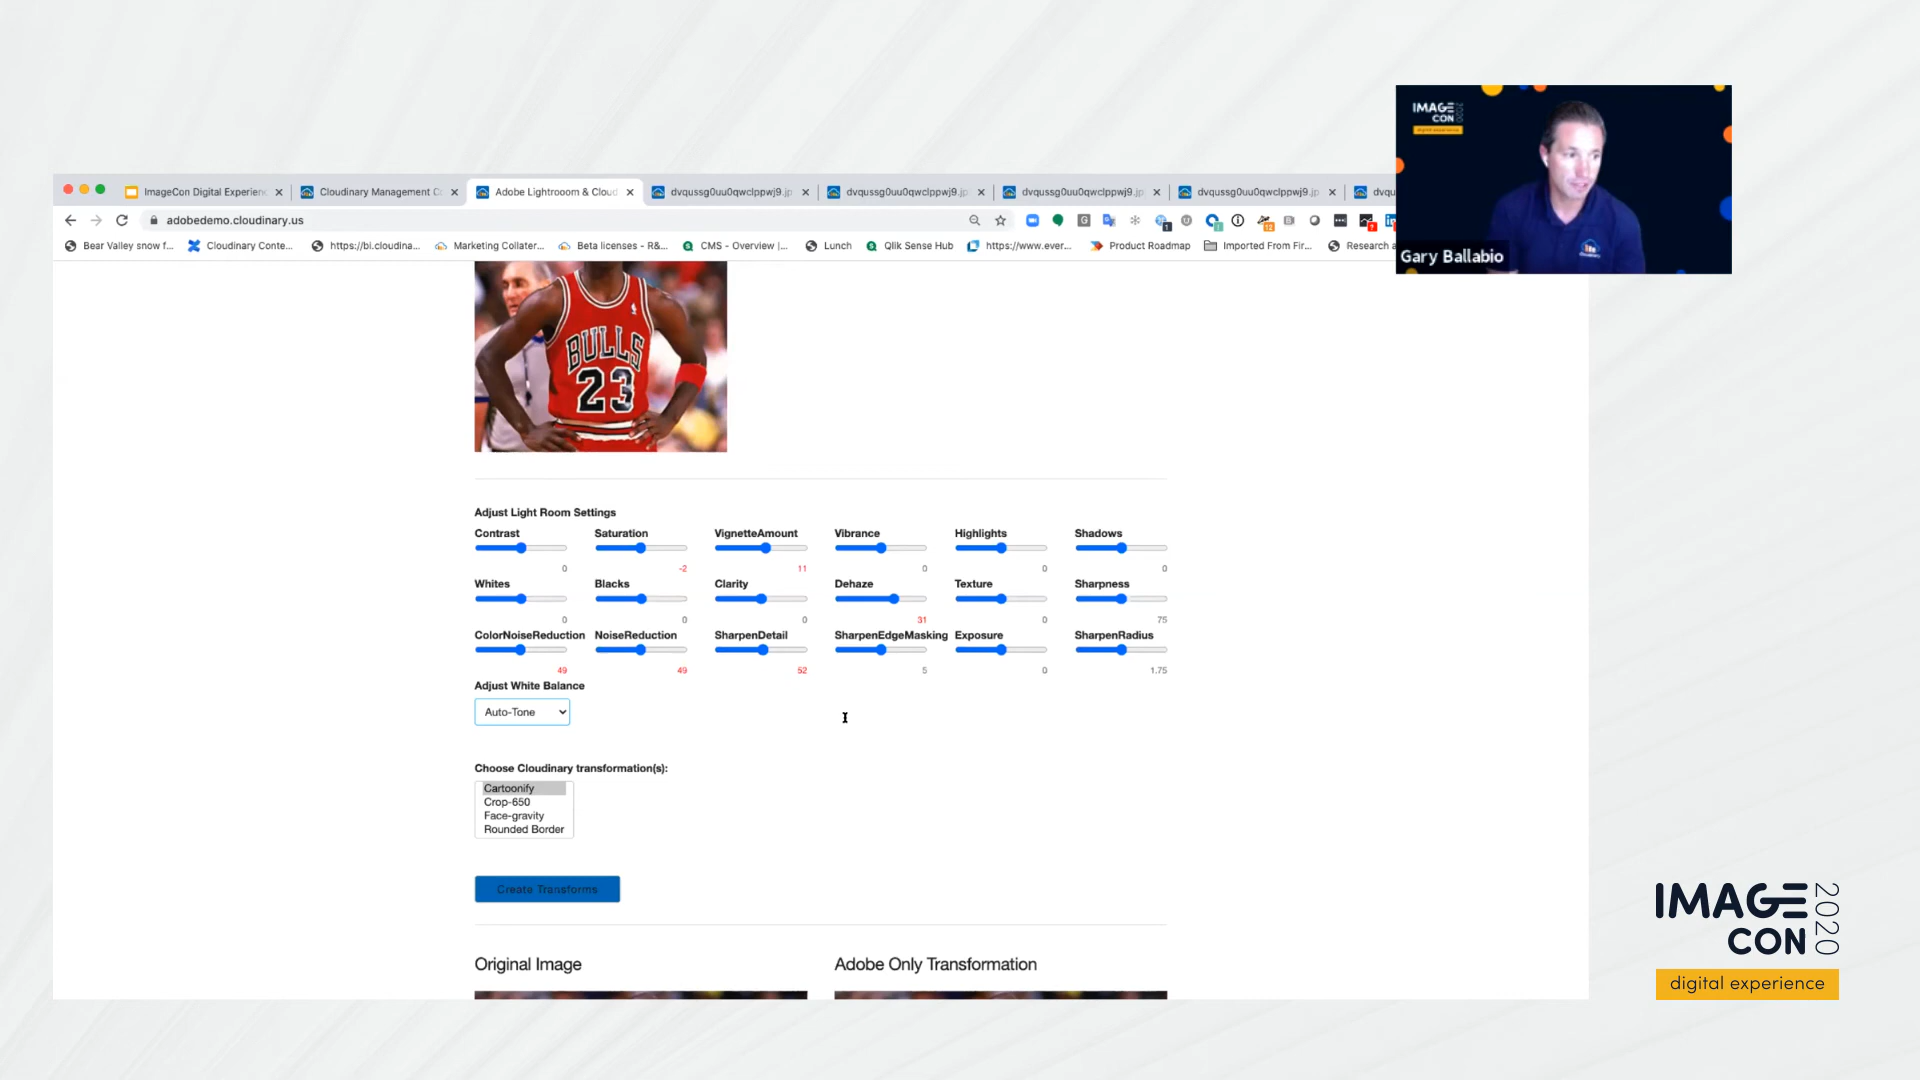 IMAGE CON 2020
digital experience
Gary Ballabio
ImageCon Digital Experien
Cloudinary Management C
Adobe Lightrooom & Cloud
dvqussg0uu0qwclppwj9.jp
dvqussg0uu0qwclppwj9.jp
dvqussg0uu0qwclppwj9.jp
dvqussg0uu0qwclppwj9.jp
dvqu
adobedemo.cloudinary.us
Bear Valley snow f... Cloudinary Conte... https://bi.cloudina... Marketing Collater... Beta licenses - R&... CMS - Overview |... Lunch Qlik Sense Hub https://www.ever... Product Roadmap Imported From Fir... Research a
BULLS
23
Adjust Light Room Settings
Contrast Saturation VignetteAmount Vibrance Highlights Shadows
0 -2 11 0 0 0
Whites Blacks Clarity Dehaze Texture Sharpness
0 0 0 31 0 75
ColorNoiseReduction NoiseReduction SharpenDetail SharpenEdgeMasking Exposure SharpenRadius
49 49 52 5 0 1.75
Adjust White Balance
Auto-Tone
Choose Cloudinary transformation(s):
Cartoonify
Crop-650
Face-gravity
Rounded Border
Create Transforms
Original Image Adobe Only Transformation
IMAGE
CON
2020
digital experience